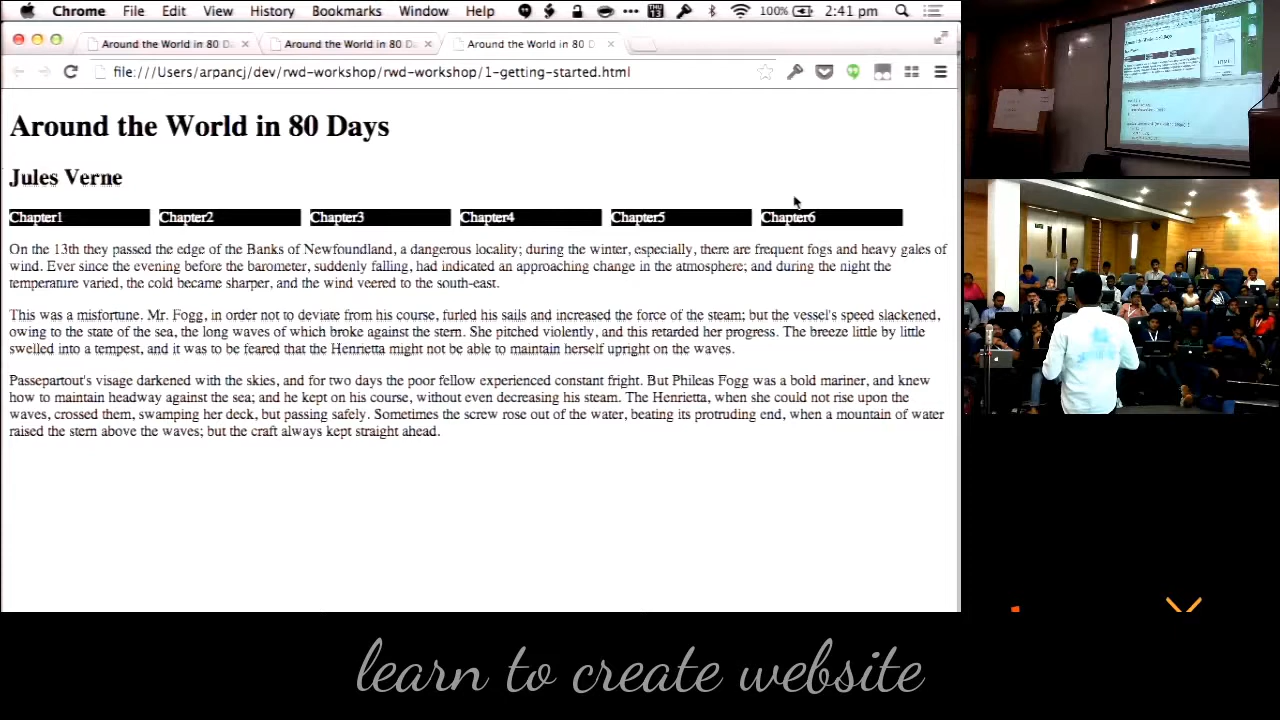 Chrome File Edit View History Bookmarks Window Help THU 13 100% 2:41 pm
Around the World in 80 D Around the World in 80 D Around the World in 80 D
file:///Users/arpancj/dev/rwd-workshop/rwd-workshop/1-getting-started.html
Around the World in 80 Days
Jules Verne
Chapter1 Chapter2 Chapter3 Chapter4 Chapter5 Chapter6
On the 13th they passed the edge of the Banks of Newfoundland, a dangerous locality; during the winter, especially, there are frequent fogs and heavy gales of
wind. Ever since the evening before the barometer, suddenly falling, had indicated an approaching change in the atmosphere; and during the night the
temperature varied, the cold became sharper, and the wind veered to the south-east.
This was a misfortune. Mr. Fogg, in order not to deviate from his course, furled his sails and increased the force of the steam; but the vessel's speed slackened,
owing to the state of the sea, the long waves of which broke against the stern. She pitched violently, and this retarded her progress. The breeze little by little
swelled into a tempest, and it was to be feared that the Henrietta might not be able to maintain herself upright on the waves.
Passepartout's visage darkened with the skies, and for two days the poor fellow experienced constant fright. But Phileas Fogg was a bold mariner, and knew
how to maintain headway against the sea; and he kept on his course, without even decreasing his steam. The Henrietta, when she could not rise upon the
waves, crossed them, swamping her deck, but passing safely. Sometimes the screw rose out of the water, beating its protruding end, when a mountain of water
raised the stern above the waves; but the craft always kept straight ahead.
learn to create website